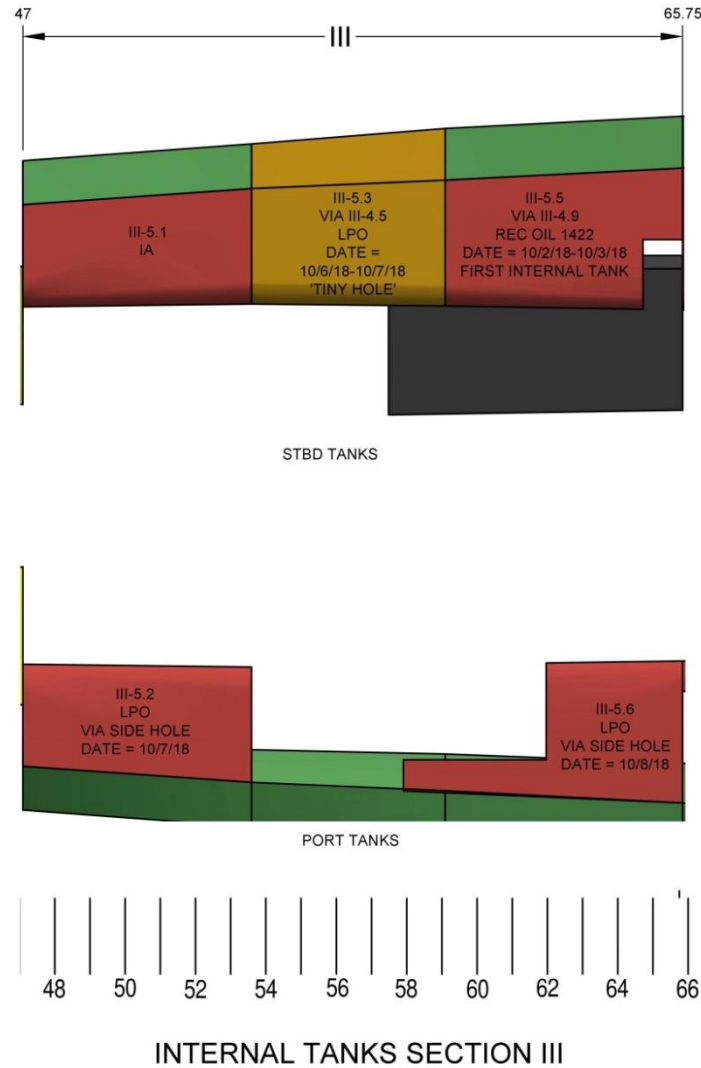 47
65.75
III
III-5.1
IA
III-5.3
VIA III-4.5
LPO
DATE =
10/6/18-10/7/18
'TINY HOLE'
III-5.5
VIA III-4.9
REC OIL 1422
DATE = 10/2/18-10/3/18
FIRST INTERNAL TANK
STBD TANKS
III-5.2
LPO
VIA SIDE HOLE
DATE = 10/7/18
III-5.6
LPO
VIA SIDE HOLE
DATE = 10/8/18
PORT TANKS
48 50 52 54 56 58 60 62 64 66
INTERNAL TANKS SECTION III